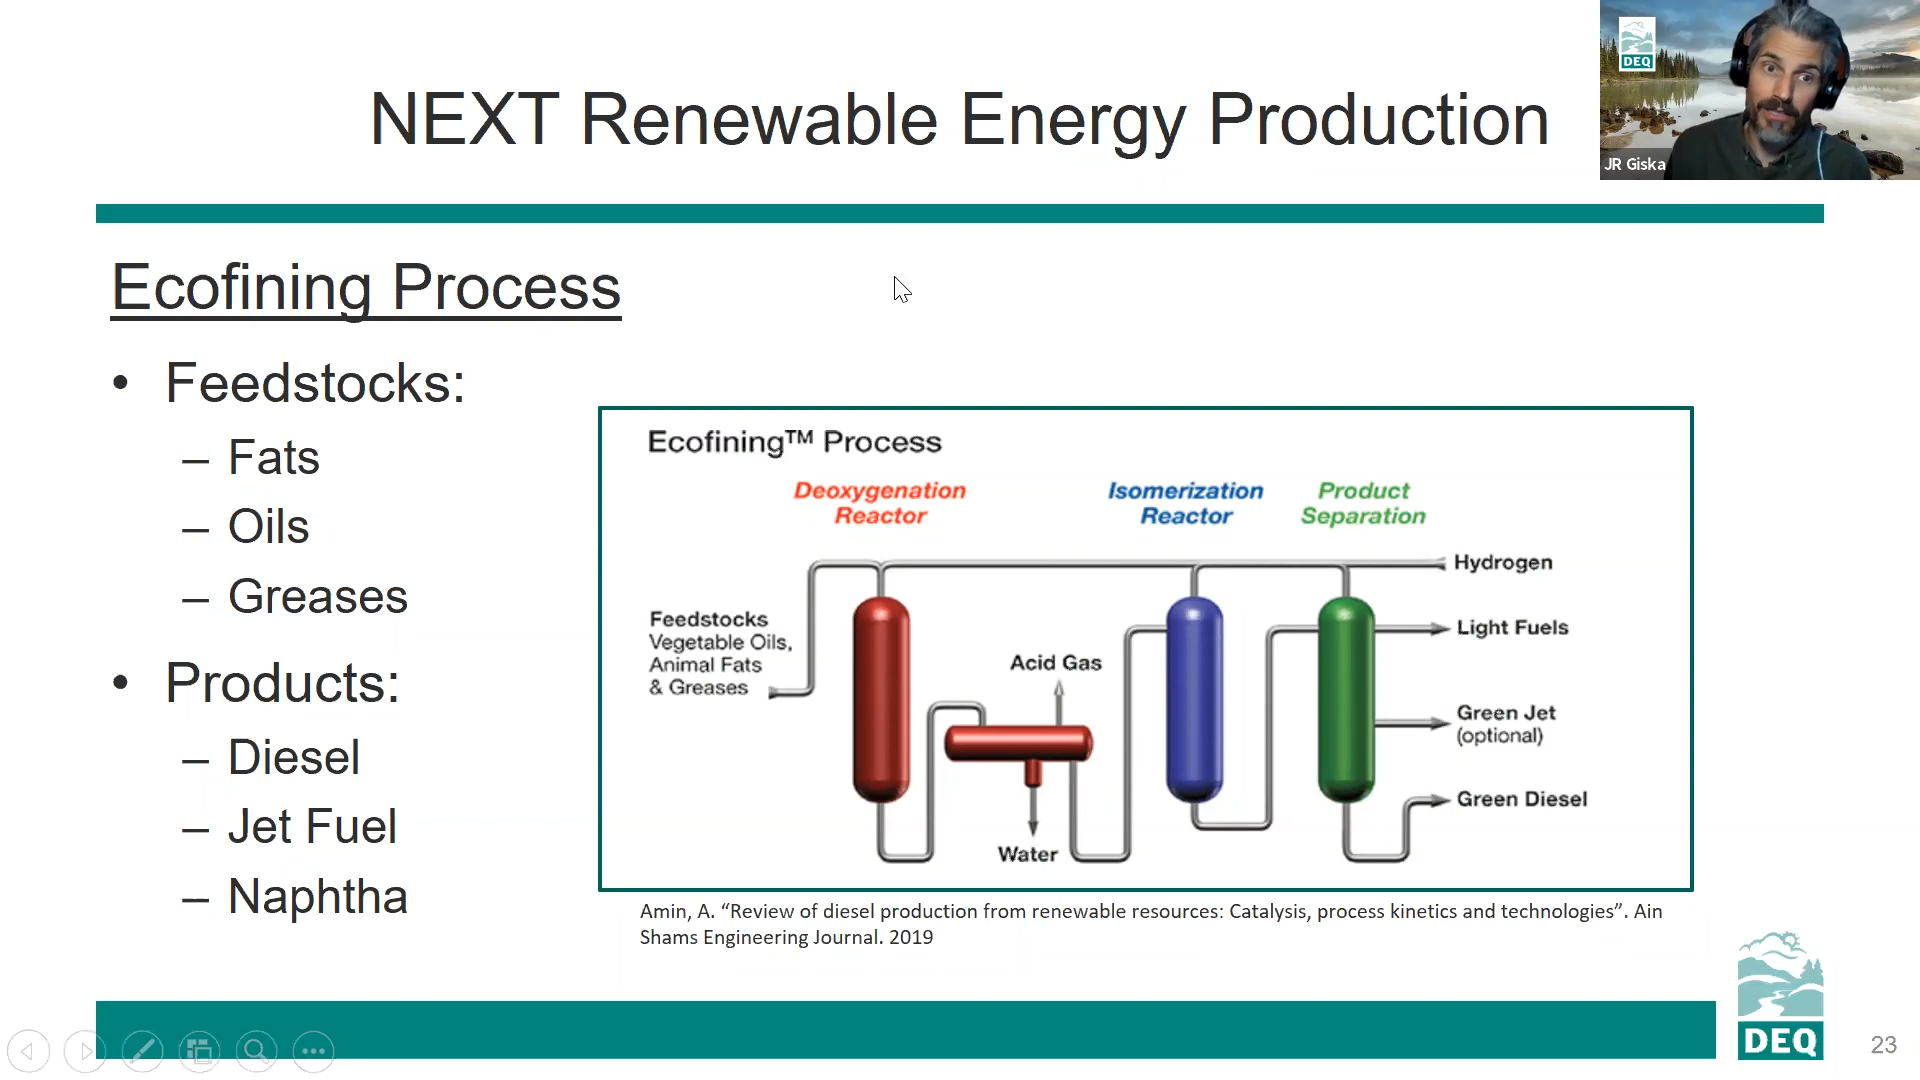 NEXT Renewable Energy Production
DEQ
JR Giska
Ecofining Process
• Feedstocks:
– Fats
– Oils
– Greases
• Products:
– Diesel
– Jet Fuel
– Naphtha
Ecofining™ Process
Deoxygenation
Reactor
Isomerization
Reactor
Product
Separation
Hydrogen
Feedstocks
Vegetable Oils,
Animal Fats
& Greases
Acid Gas
Water
Light Fuels
Green Jet
(optional)
Green Diesel
Amin, A. “Review of diesel production from renewable resources: Catalysis, process kinetics and technologies”. Ain
Shams Engineering Journal. 2019
DEQ
23